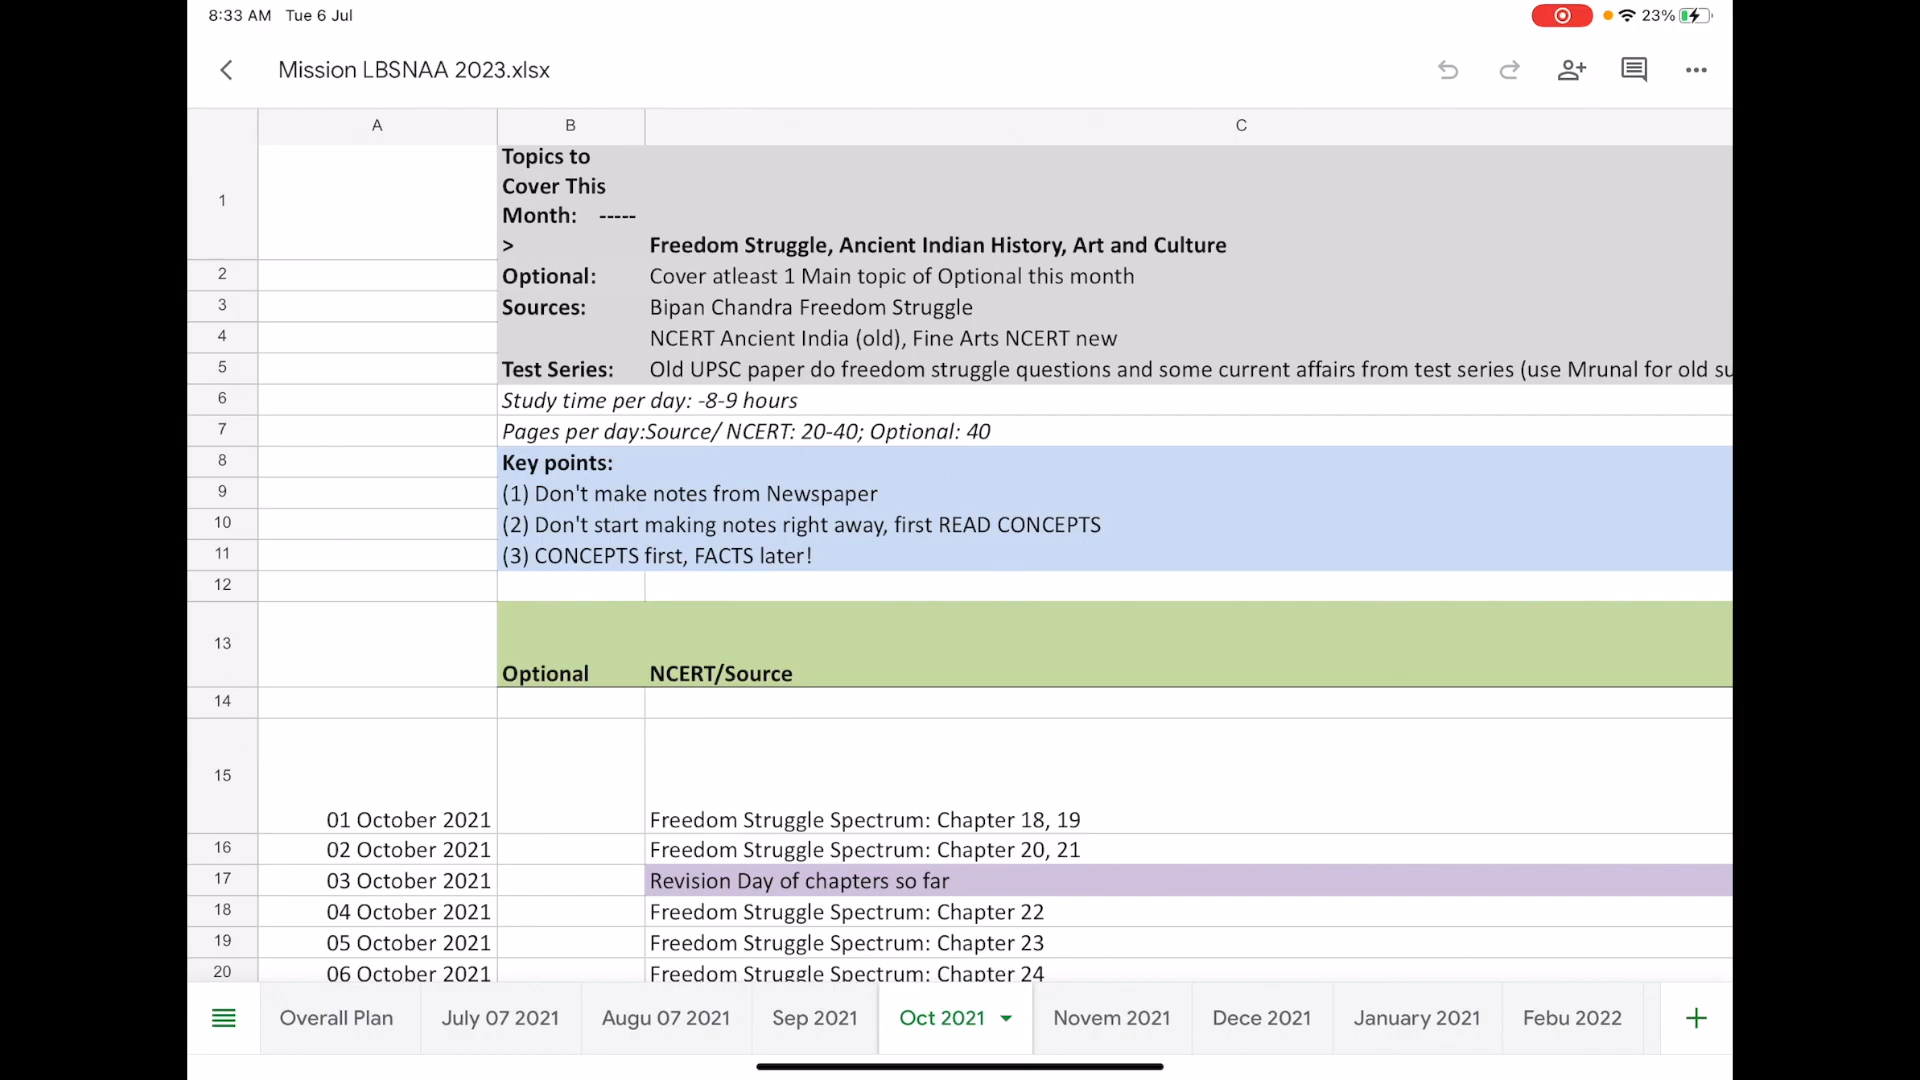 8:33 AM Tue 6 Jul
23%
Mission LBSNAA 2023.xlsx
A B C
1
Topics to
Cover This
Month: -----
> Freedom Struggle, Ancient Indian History, Art and Culture
2 Optional: Cover atleast 1 Main topic of Optional this month
3 Sources: Bipan Chandra Freedom Struggle
4 NCERT Ancient India (old), Fine Arts NCERT new
5 Test Series: Old UPSC paper do freedom struggle questions and some current affairs from test series (use Mrunal for old su
6 Study time per day: -8-9 hours
7 Pages per day:Source/ NCERT: 20-40; Optional: 40
8 Key points:
9 (1) Don't make notes from Newspaper
10 (2) Don't start making notes right away, first READ CONCEPTS
11 (3) CONCEPTS first, FACTS later!
12
13 Optional NCERT/Source
14
15 01 October 2021 Freedom Struggle Spectrum: Chapter 18, 19
16 02 October 2021 Freedom Struggle Spectrum: Chapter 20, 21
17 03 October 2021 Revision Day of chapters so far
18 04 October 2021 Freedom Struggle Spectrum: Chapter 22
19 05 October 2021 Freedom Struggle Spectrum: Chapter 23
20 06 October 2021 Freedom Struggle Spectrum: Chapter 24
Overall Plan July 07 2021 Augu 07 2021 Sep 2021 Oct 2021 Novem 2021 Dece 2021 January 2021 Febu 2022